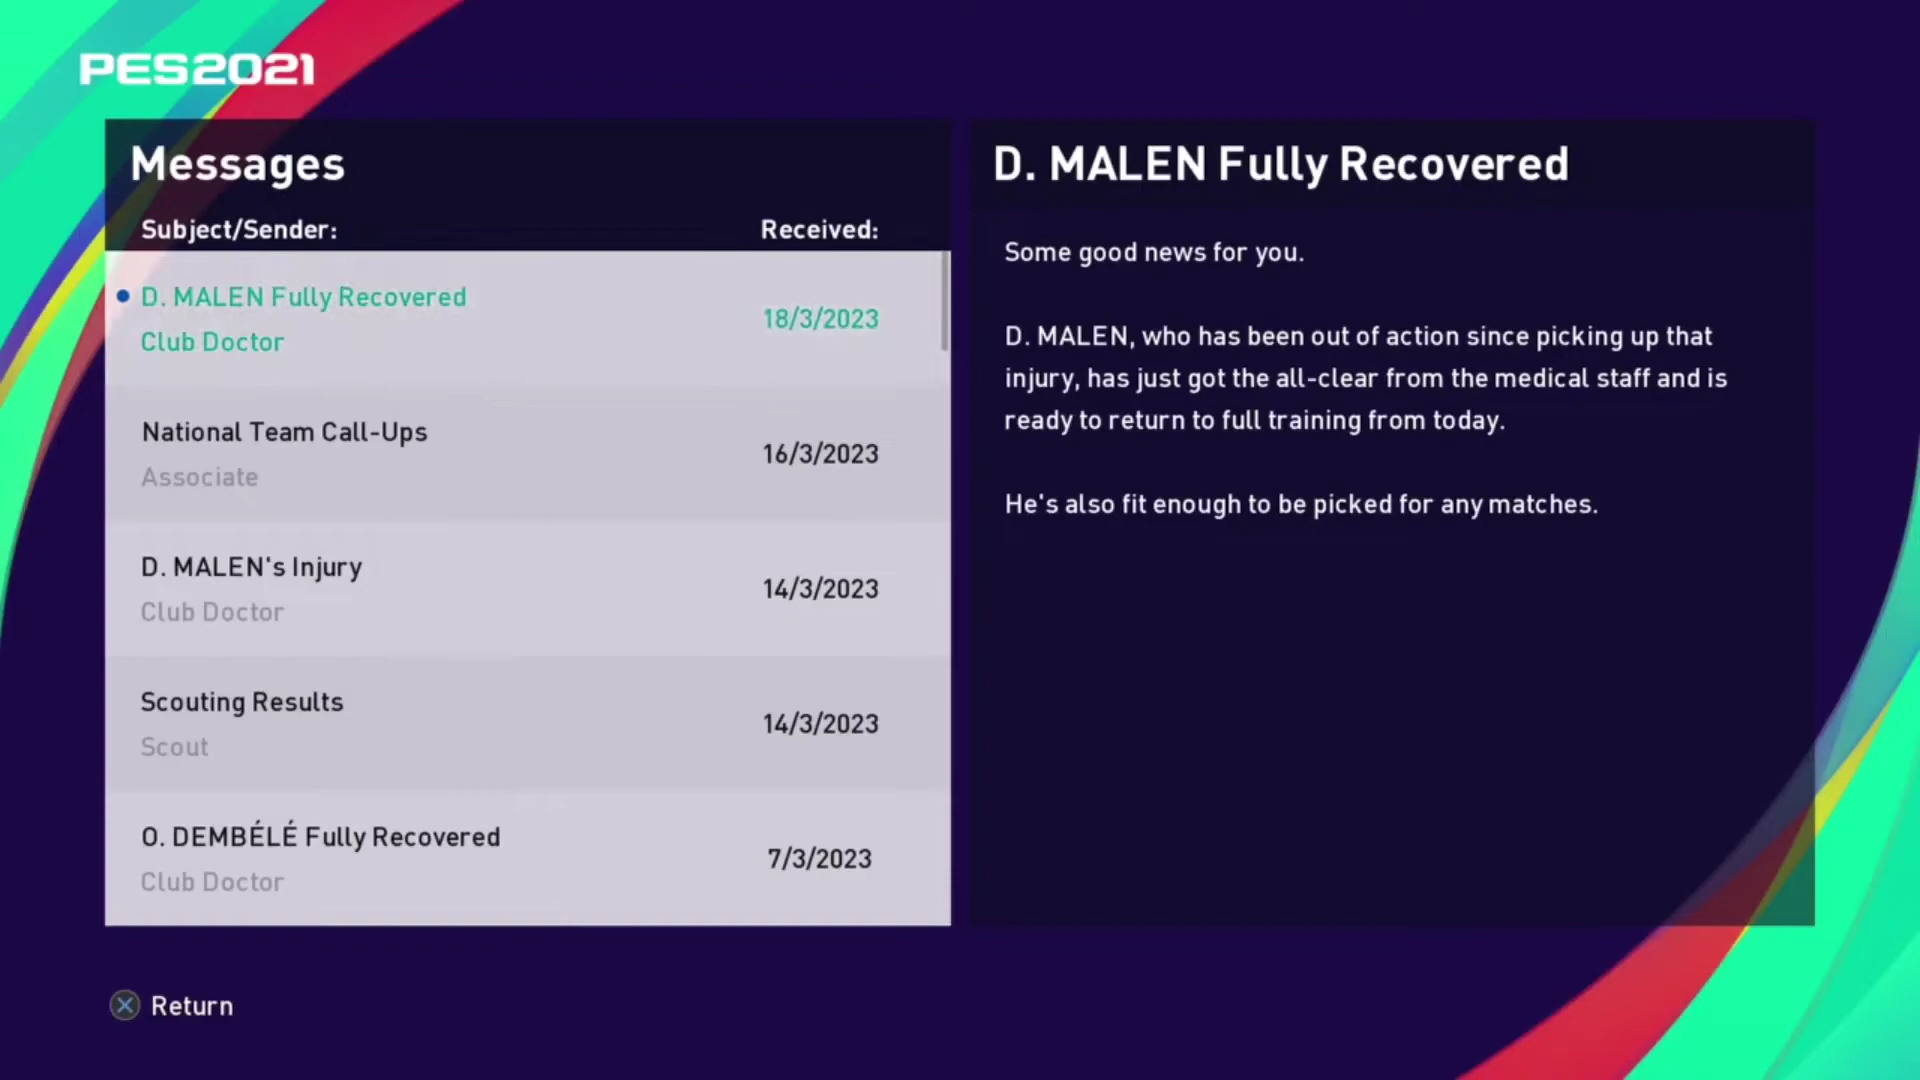 PES2021
Messages
Subject/Sender:
Received:
D. MALEN Fully Recovered
Club Doctor
18/3/2023
National Team Call-Ups
Associate
16/3/2023
D. MALEN's Injury
Club Doctor
14/3/2023
Scouting Results
Scout
14/3/2023
O. DEMBÉLÉ Fully Recovered
Club Doctor
7/3/2023
D. MALEN Fully Recovered
Some good news for you.
D. MALEN, who has been out of action since picking up that
injury, has just got the all-clear from the medical staff and is
ready to return to full training from today.
He's also fit enough to be picked for any matches.
Return